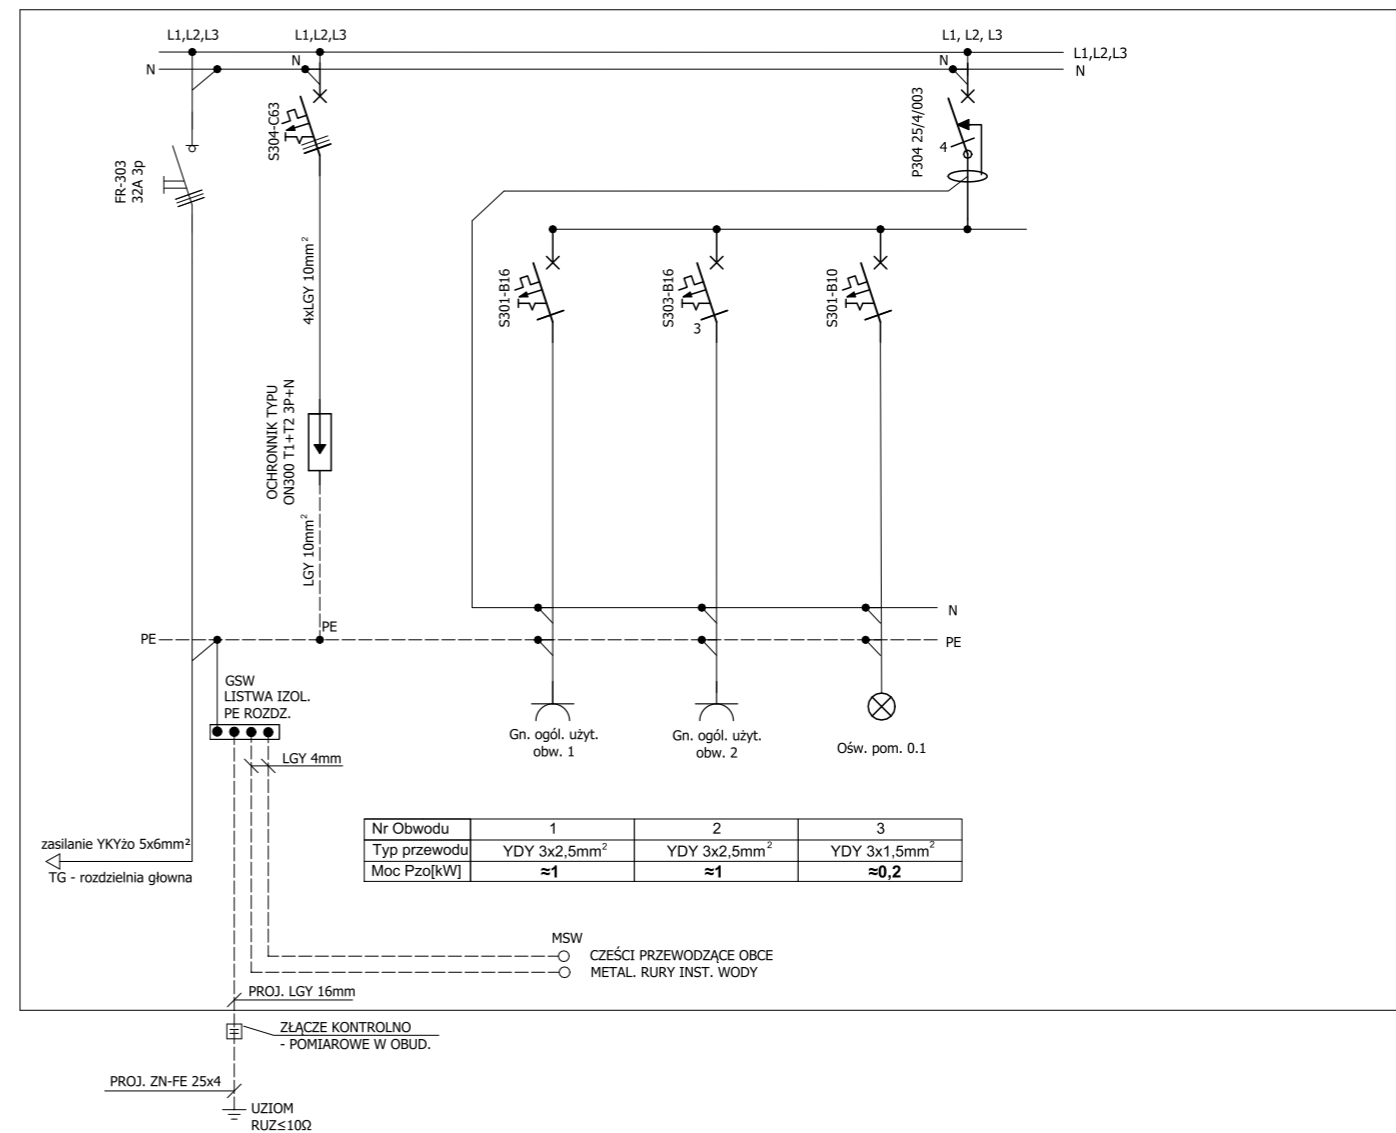 L1,L2,L3
L1,L2,L3
L1, L2, L3
L1,L2,L3
N
N
N
N
FR-303
32A 3p
S304-C63
P304 25/4/003
4
4xLGY 10mm²
S301-B16
S303-B16
3
S301-B10
OCHRONNIK TYPU
ON300 T1+T2 3P+N
LGY 10mm²
N
PE
PE
PE
GSW
LISTWA IZOL.
PE ROZDZ.
LGY 4mm
Gn. ogól. użyt.
obw. 1
Gn. ogól. użyt.
obw. 2
Ośw. pom. 0.1
Nr Obwodu 1 2 3
Typ przewodu YDY 3x2,5mm² YDY 3x2,5mm² YDY 3x1,5mm²
Moc Pzo[kW] ≈1 ≈1 ≈0,2
zasilanie YKYżo 5x6mm²
TG - rozdzielnia głowna
MSW
CZEŚCI PRZEWODZĄCE OBCE
METAL. RURY INST. WODY
PROJ. LGY 16mm
ZŁĄCZE KONTROLNO
- POMIAROWE W OBUD.
PROJ. ZN-FE 25x4
UZIOM
RUZ≤10Ω